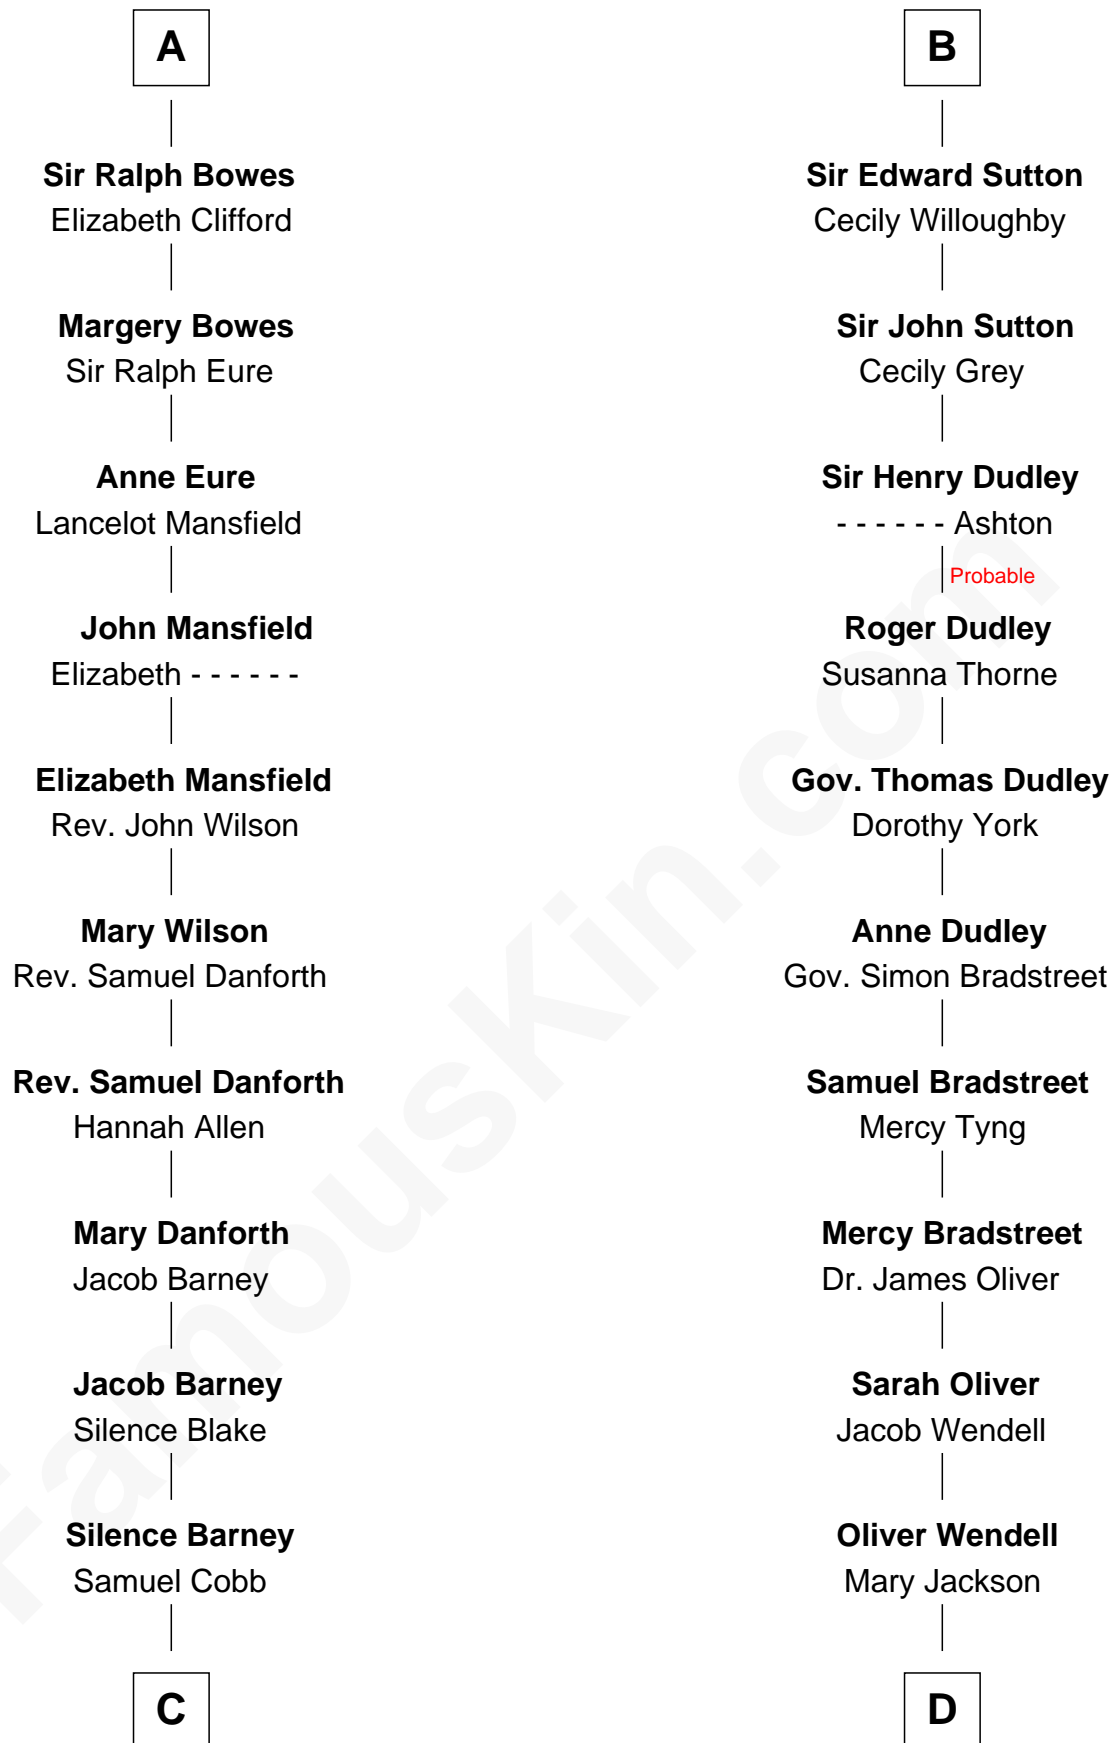 A
Sir Ralph Bowes
Elizabeth Clifford
Margery Bowes
Sir Ralph Eure
Anne Eure
Lancelot Mansfield
John Mansfield
Elizabeth - - - - - -
Elizabeth Mansfield
Rev. John Wilson
Mary Wilson
Rev. Samuel Danforth
Rev. Samuel Danforth
Hannah Allen
Mary Danforth
Jacob Barney
Jacob Barney
Silence Blake
Silence Barney
Samuel Cobb
C
B
Sir Edward Sutton
Cecily Willoughby
Sir John Sutton
Cecily Grey
Sir Henry Dudley
- - - - - - Ashton
Probable
Roger Dudley
Susanna Thorne
Gov. Thomas Dudley
Dorothy York
Anne Dudley
Gov. Simon Bradstreet
Samuel Bradstreet
Mercy Tyng
Mercy Bradstreet
Dr. James Oliver
Sarah Oliver
Jacob Wendell
Oliver Wendell
Mary Jackson
D
FamousKin.com